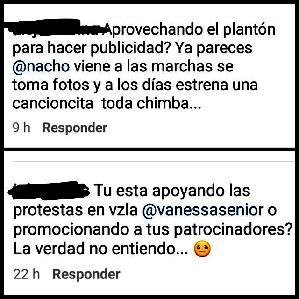 Aprovechando el plantón
para hacer publicidad? Ya pareces
@nacho viene a las marchas se
toma fotos y a los días estrena una
cancioncita toda chimba...
9 h Responder
Tu esta apoyando las
protestas en vzla @vanessasenior o
promocionando a tus patrocinadores?
La verdad no entiendo... 😐
22 h Responder